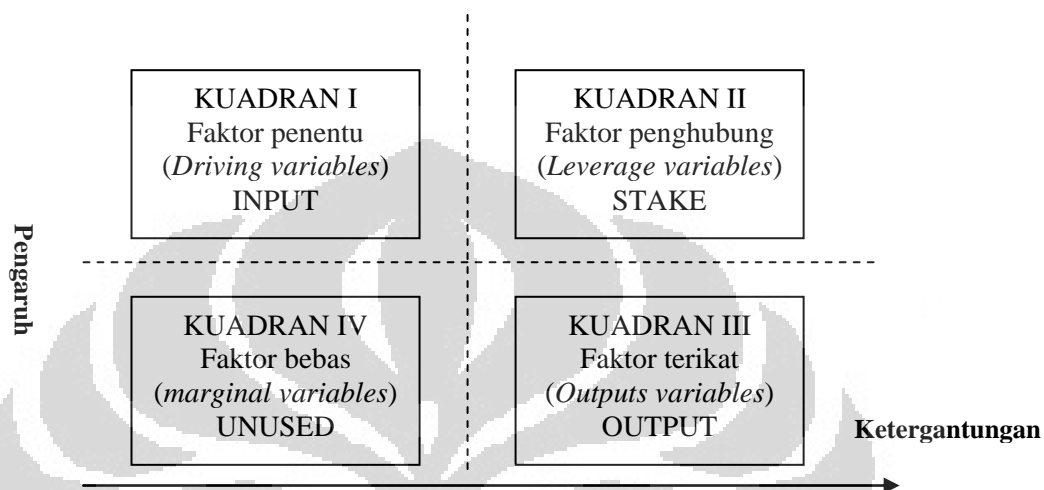 KUADRAN I
Faktor penentu
(Driving variables)
INPUT
KUADRAN II
Faktor penghubung
(Leverage variables)
STAKE
Pengaruh
KUADRAN IV
Faktor bebas
(marginal variables)
UNUSED
KUADRAN III
Faktor terikat
(Outputs variables)
OUTPUT
Ketergantungan